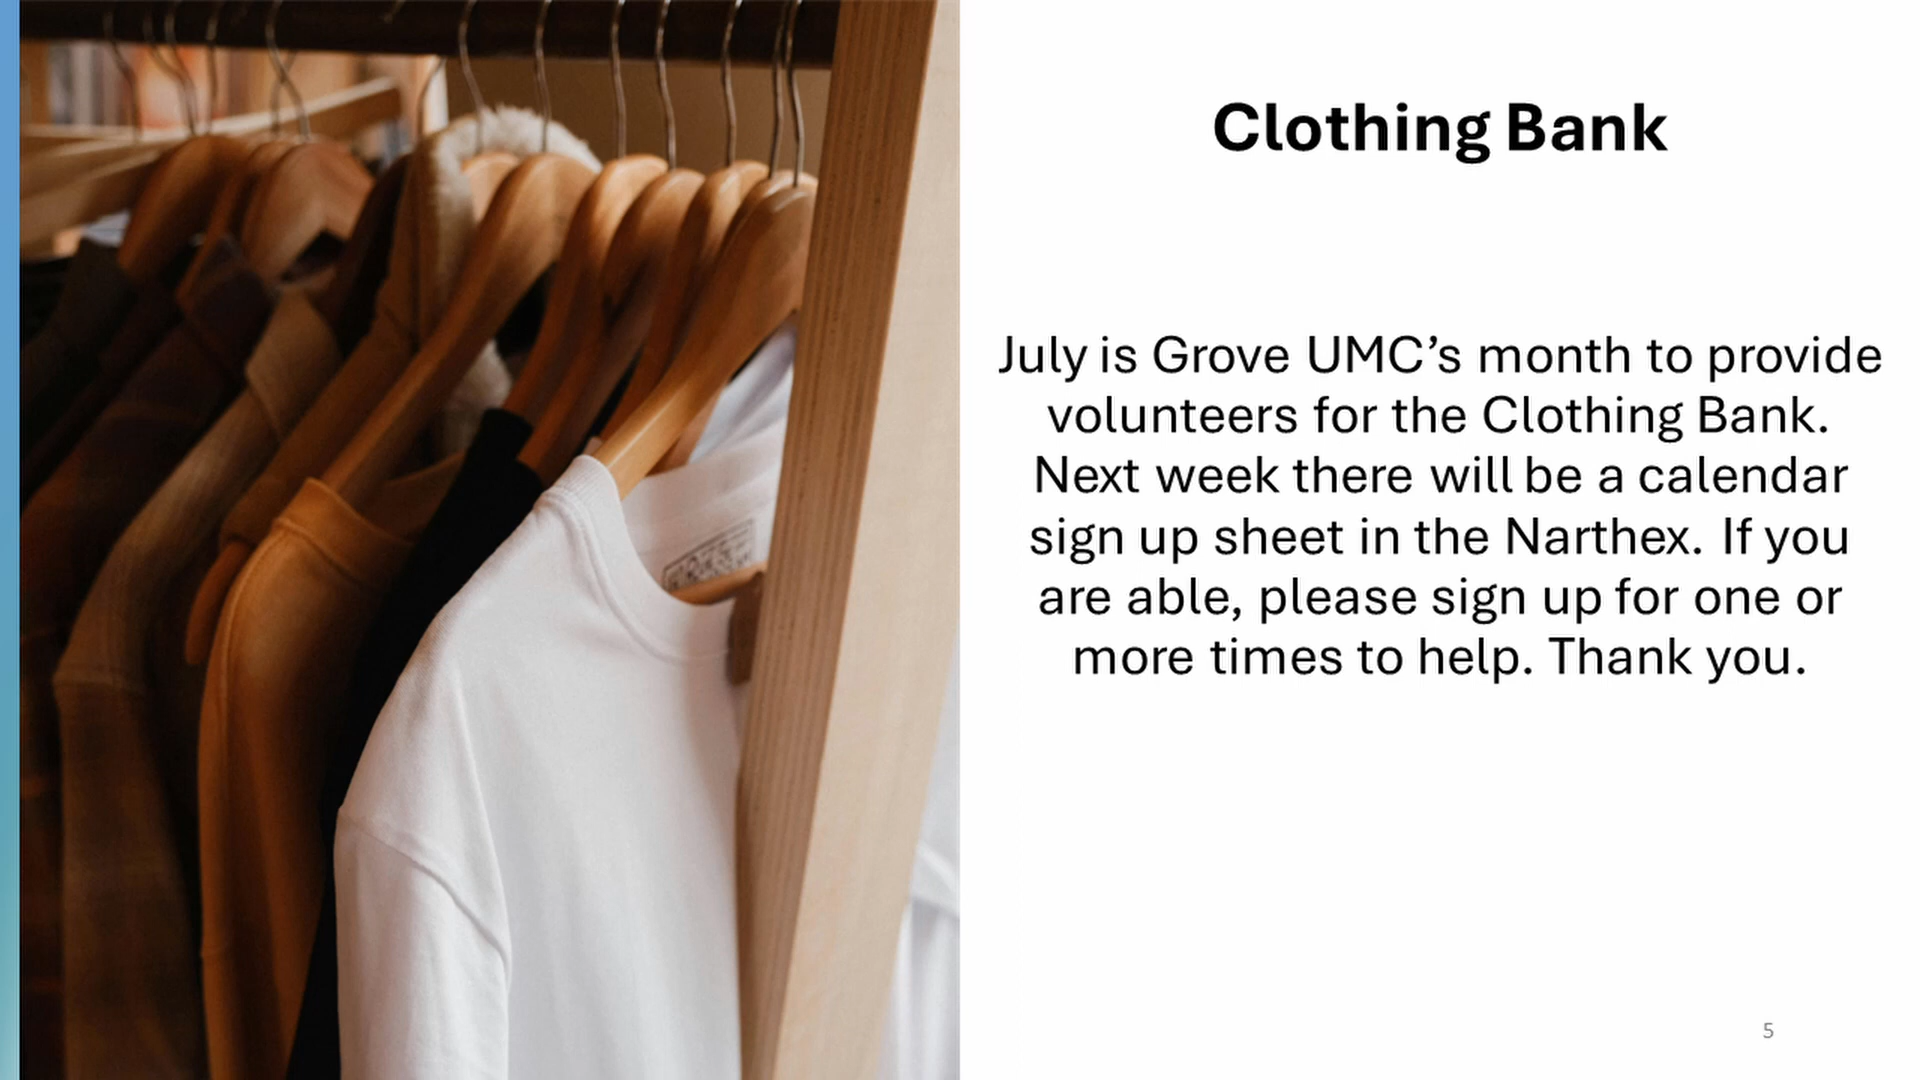 Clothing Bank
July is Grove UMC’s month to provide
volunteers for the Clothing Bank.
Next week there will be a calendar
sign up sheet in the Narthex. If you
are able, please sign up for one or
more times to help. Thank you.
5